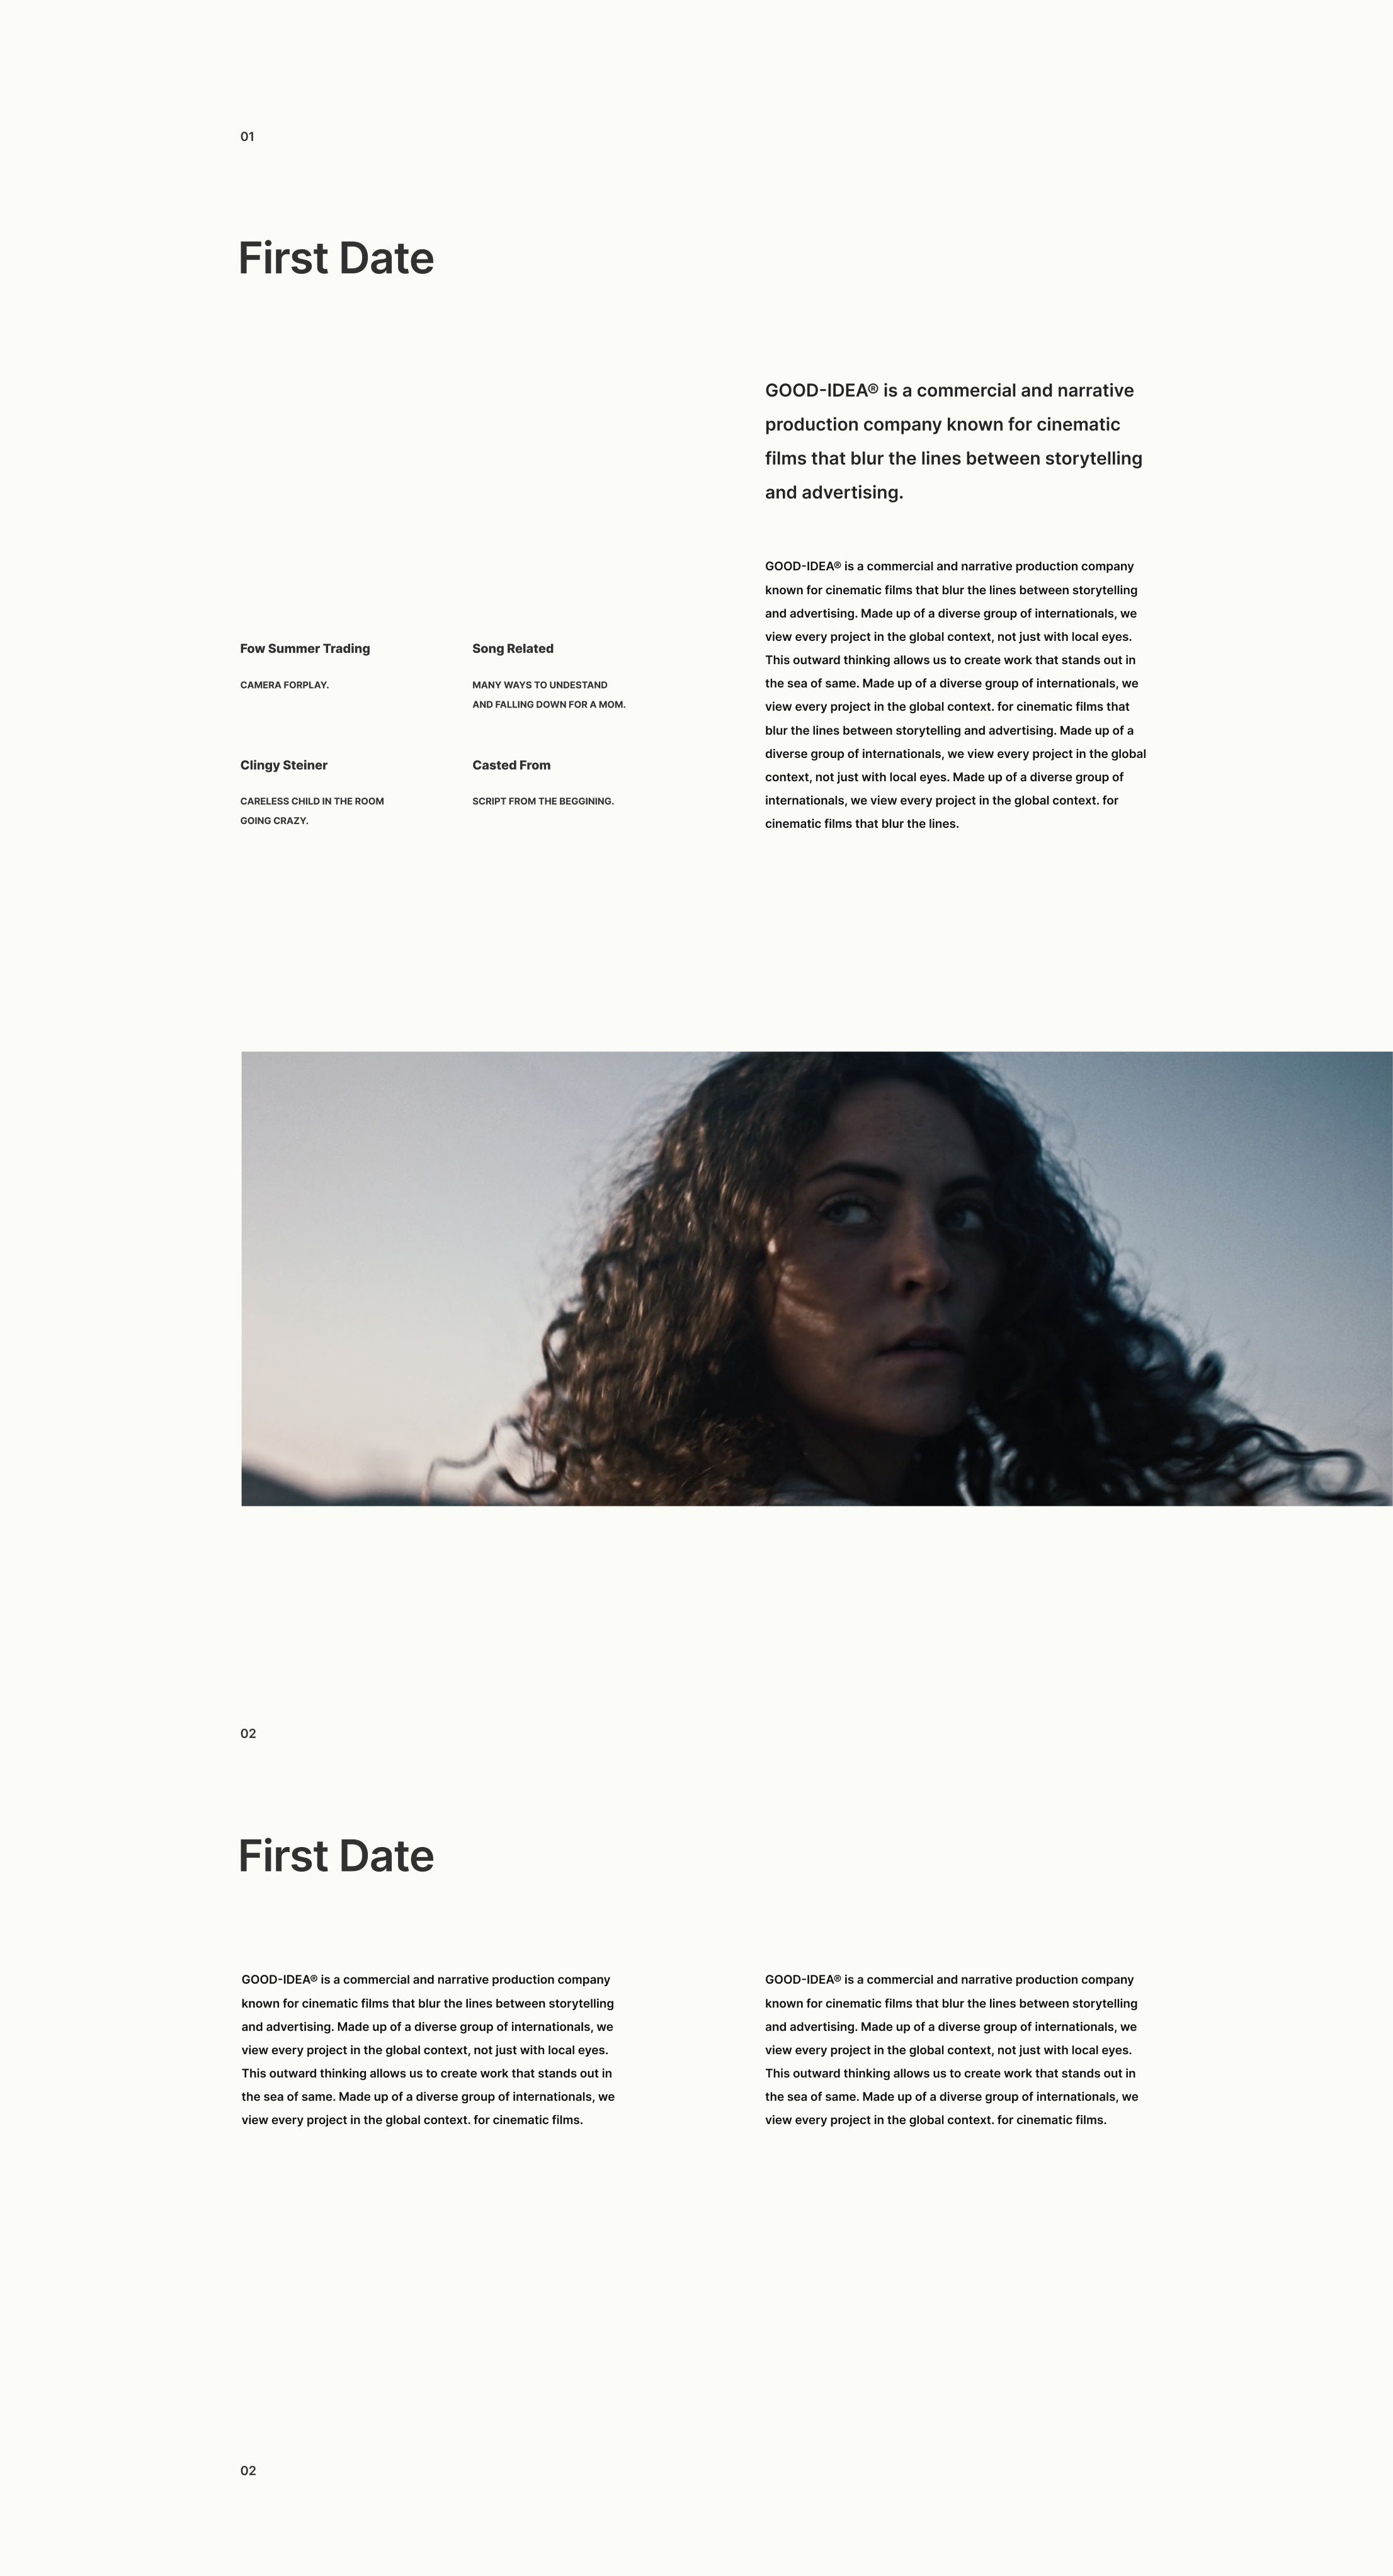 01
First Date
GOOD-IDEA® is a commercial and narrative
production company known for cinematic
films that blur the lines between storytelling
and advertising.
GOOD-IDEA® is a commercial and narrative production company
known for cinematic films that blur the lines between storytelling
and advertising. Made up of a diverse group of internationals, we
view every project in the global context, not just with local eyes.
This outward thinking allows us to create work that stands out in
the sea of same. Made up of a diverse group of internationals, we
view every project in the global context. for cinematic films that
blur the lines between storytelling and advertising. Made up of a
diverse group of internationals, we view every project in the global
context, not just with local eyes. Made up of a diverse group of
internationals, we view every project in the global context. for
cinematic films that blur the lines.
Fow Summer Trading
CAMERA FORPLAY.
Song Related
MANY WAYS TO UNDESTAND
AND FALLING DOWN FOR A MOM.
Clingy Steiner
CARELESS CHILD IN THE ROOM
GOING CRAZY.
Casted From
SCRIPT FROM THE BEGGINING.
02
First Date
GOOD-IDEA® is a commercial and narrative production company
known for cinematic films that blur the lines between storytelling
and advertising. Made up of a diverse group of internationals, we
view every project in the global context, not just with local eyes.
This outward thinking allows us to create work that stands out in
the sea of same. Made up of a diverse group of internationals, we
view every project in the global context. for cinematic films.
GOOD-IDEA® is a commercial and narrative production company
known for cinematic films that blur the lines between storytelling
and advertising. Made up of a diverse group of internationals, we
view every project in the global context, not just with local eyes.
This outward thinking allows us to create work that stands out in
the sea of same. Made up of a diverse group of internationals, we
view every project in the global context. for cinematic films.
02